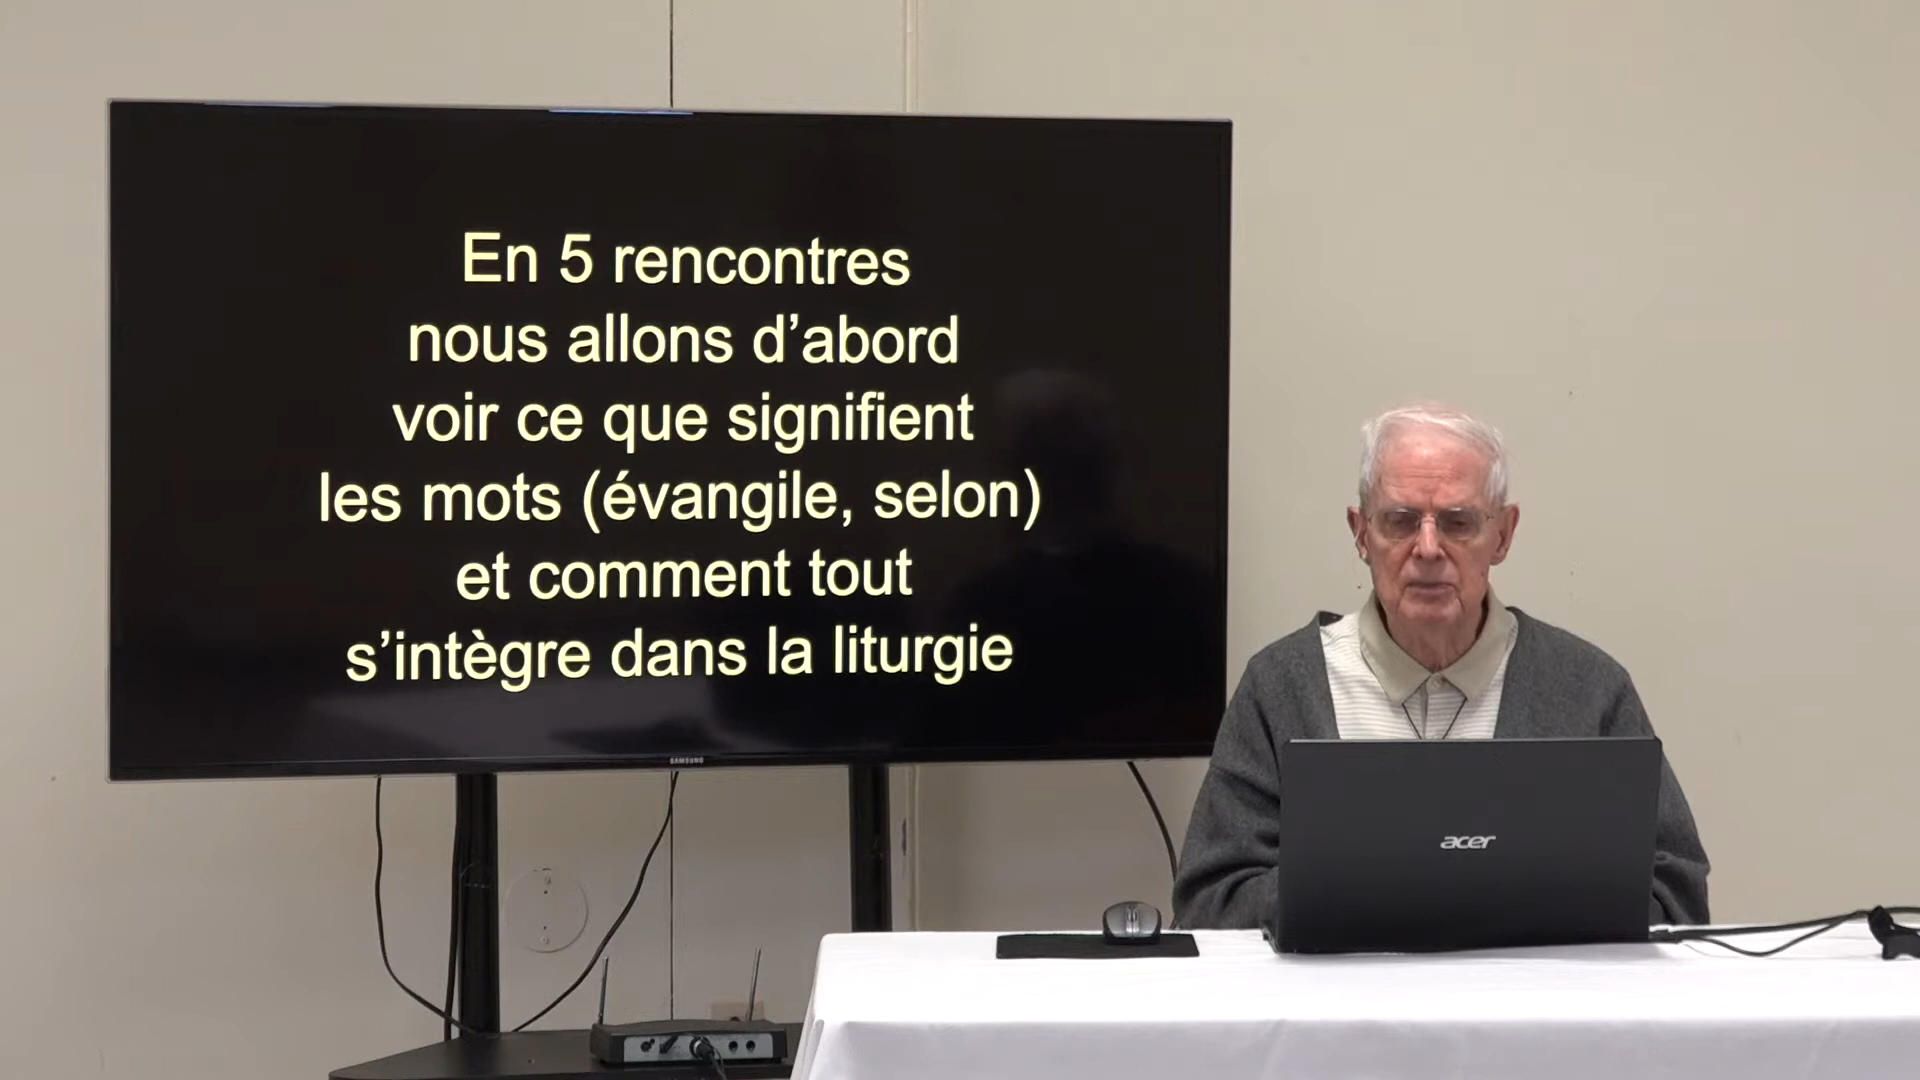 En 5 rencontres
nous allons d’abord
voir ce que signifient
les mots (évangile, selon)
et comment tout
s’intègre dans la liturgie
SAMSUNG
acer